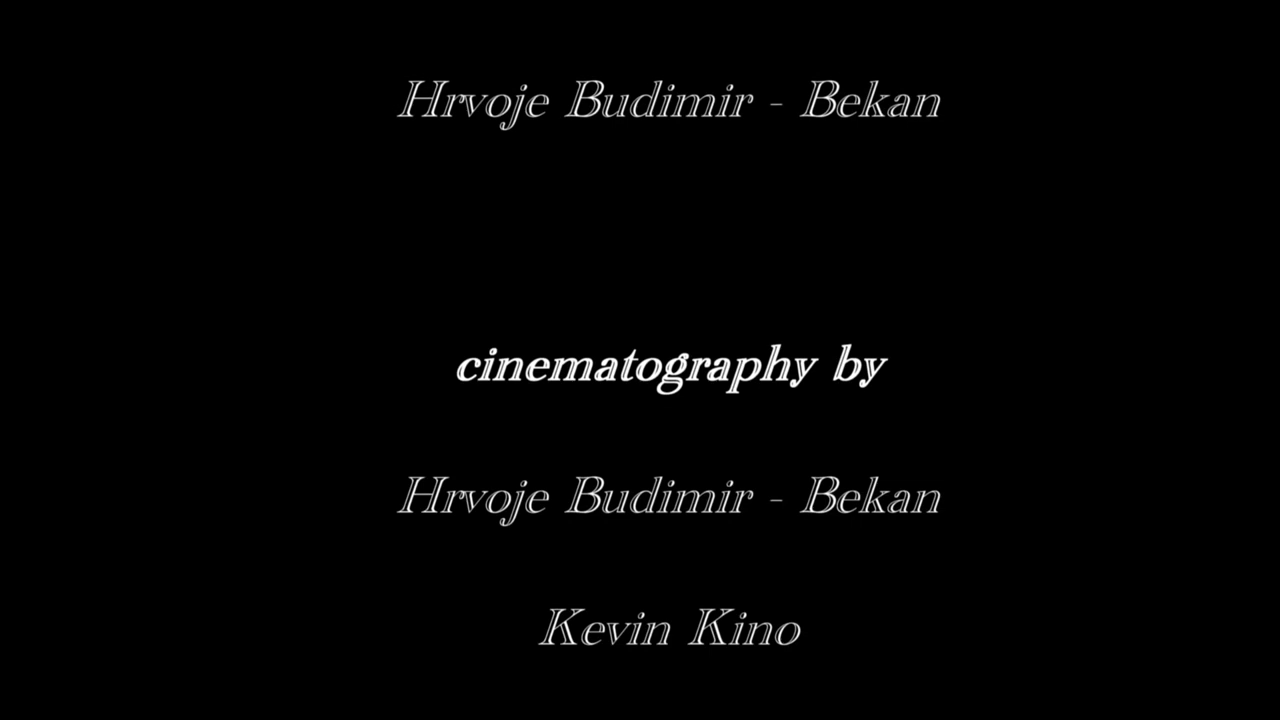 Hrvoje Budimir - Bekan
cinematography by
Hrvoje Budimir - Bekan
Kevin Kino